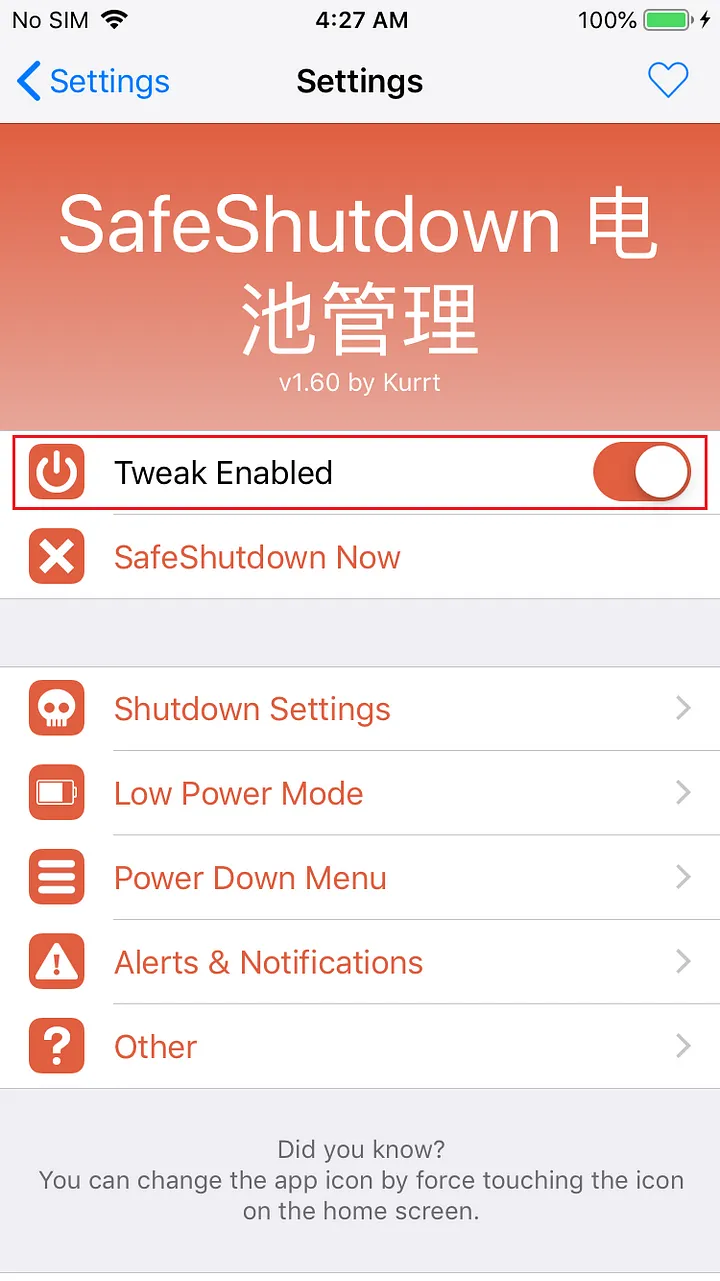 No SIM 4:27 AM 100%
Settings Settings
SafeShutdown 电
池管理
v1.60 by Kurrt
Tweak Enabled
SafeShutdown Now
Shutdown Settings
Low Power Mode
Power Down Menu
Alerts & Notifications
Other
Did you know?
You can change the app icon by force touching the icon
on the home screen.